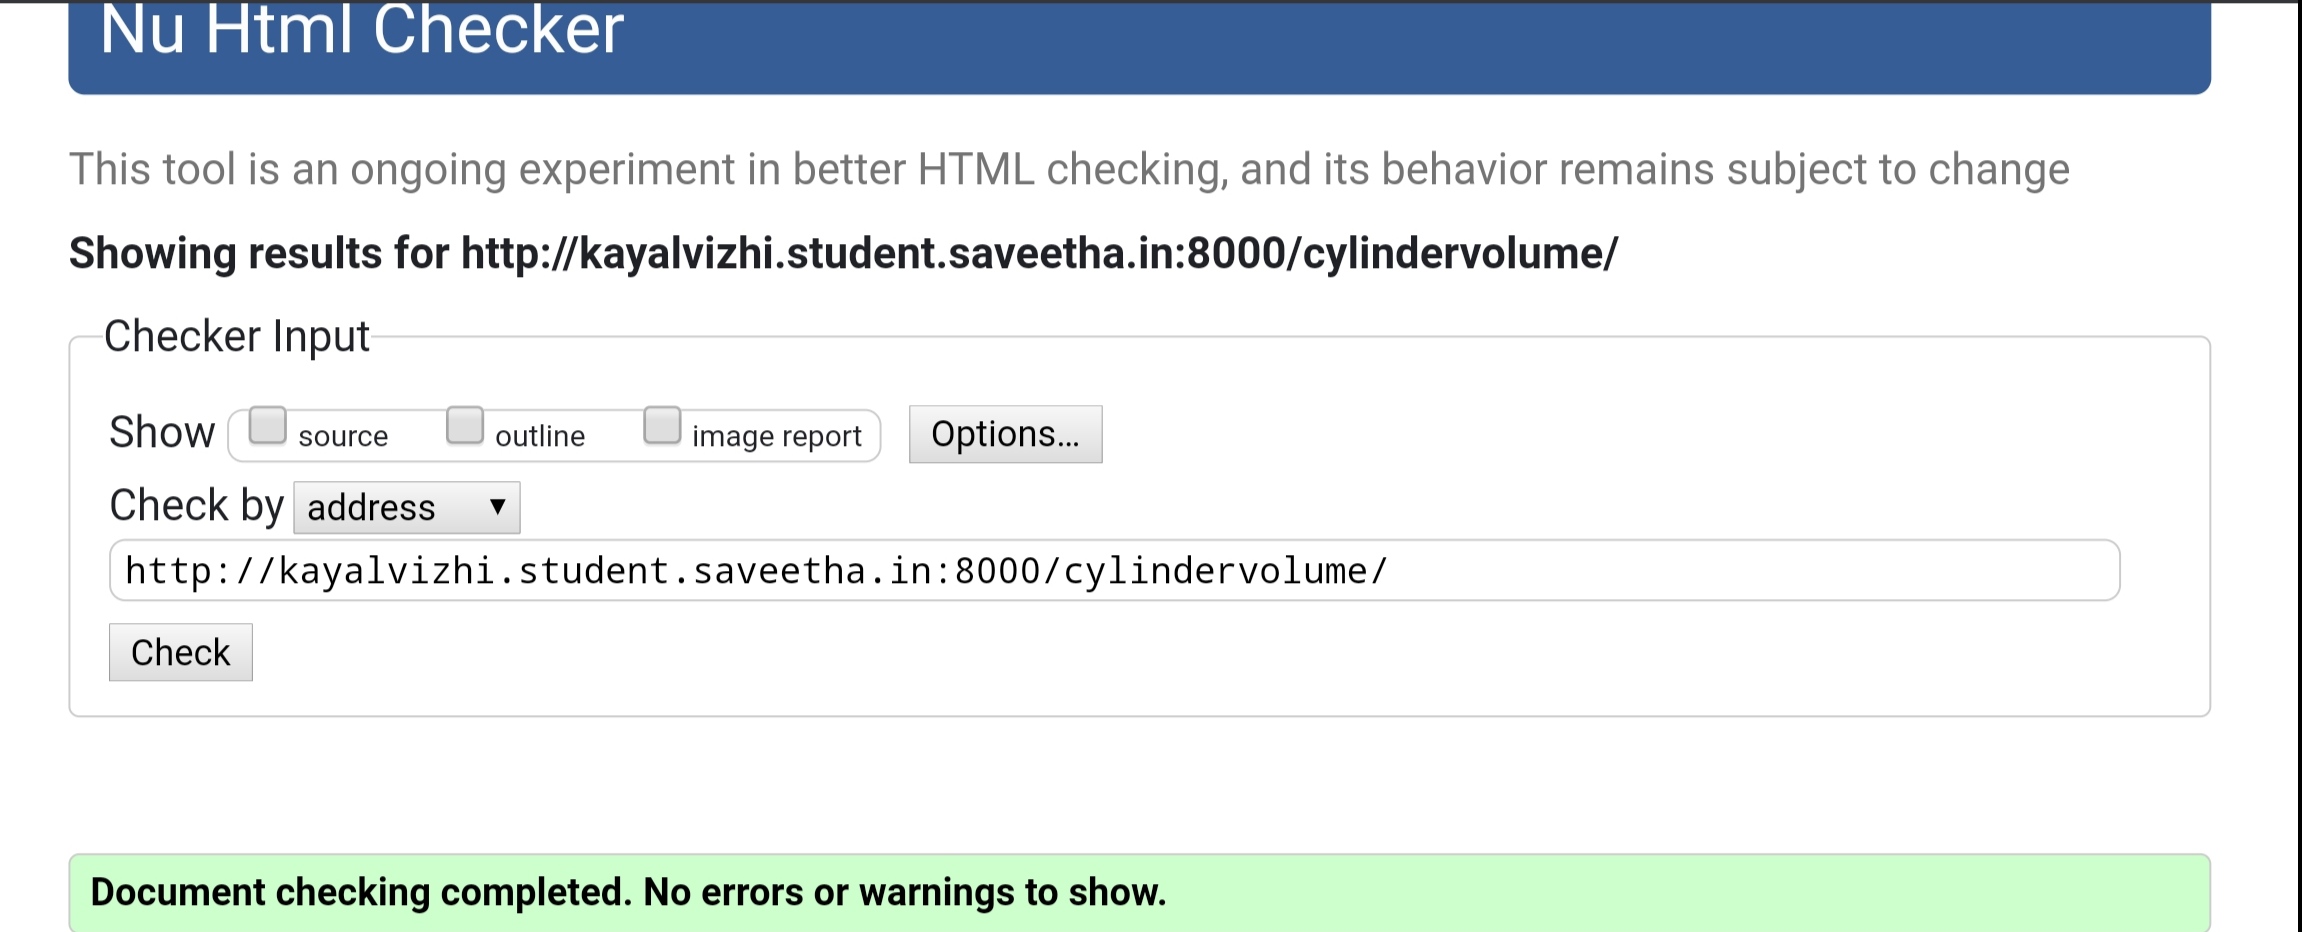 Nu Html Checker
This tool is an ongoing experiment in better HTML checking, and its behavior remains subject to change
Showing results for http://kayalvizhi.student.saveetha.in:8000/cylindervolume/
Checker Input
Show source outline image report Options...
Check by address
http://kayalvizhi.student.saveetha.in:8000/cylindervolume/
Check
Document checking completed. No errors or warnings to show.